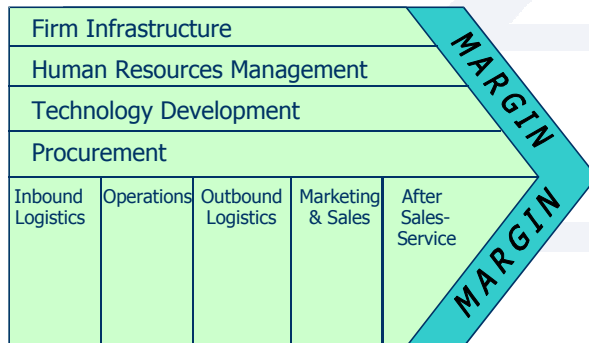 Firm Infrastructure
MARGIN
Human Resources Management
Technology Development
Procurement
Inbound
Logistics
Operations
Outbound
Logistics
Marketing
& Sales
After
Sales-
Service
MARGIN